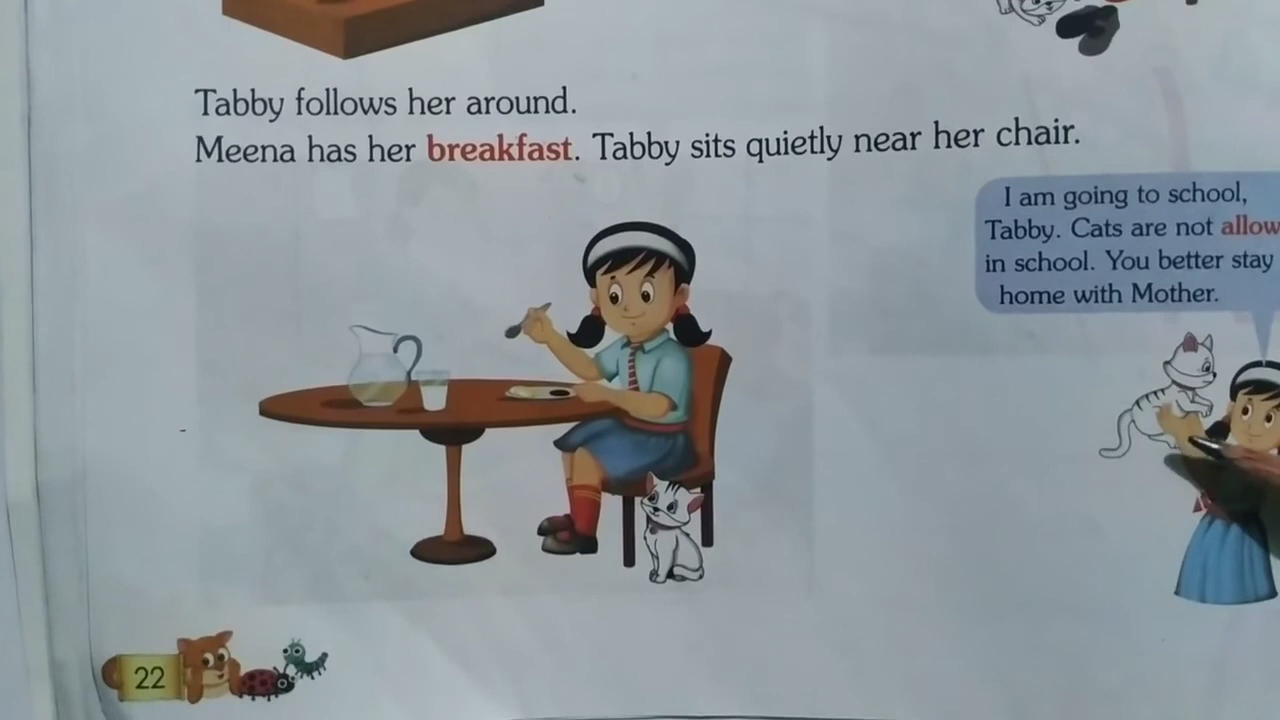 Tabby follows her around.
Meena has her breakfast. Tabby sits quietly near her chair.
I am going to school,
Tabby. Cats are not allow
in school. You better stay
home with Mother.
22